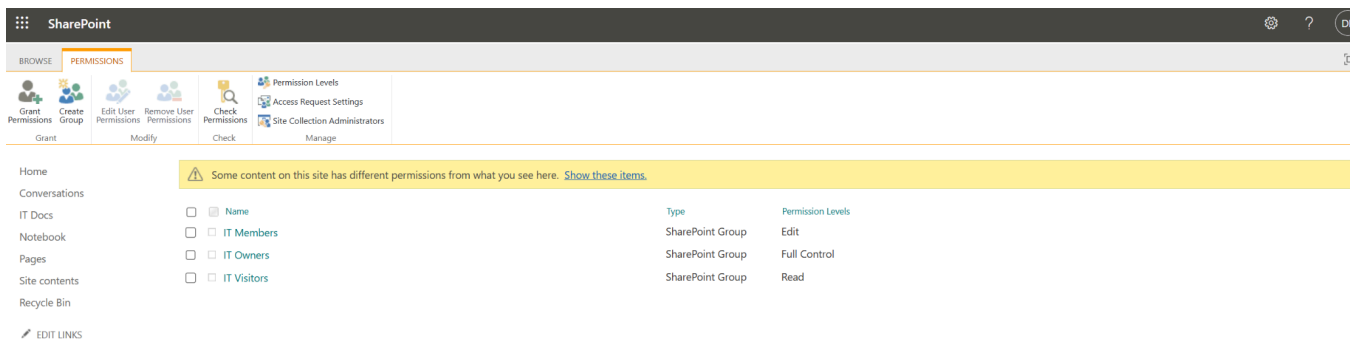 SharePoint
BROWSE PERMISSIONS
Grant Permissions
Create Group
Edit User Permissions
Remove User Permissions
Check Permissions
Permission Levels
Access Request Settings
Site Collection Administrators
Grant Modify Check Manage
Home
Conversations
IT Docs
Notebook
Pages
Site contents
Recycle Bin
EDIT LINKS
Some content on this site has different permissions from what you see here. Show these items.
Name Type Permission Levels
IT Members SharePoint Group Edit
IT Owners SharePoint Group Full Control
IT Visitors SharePoint Group Read